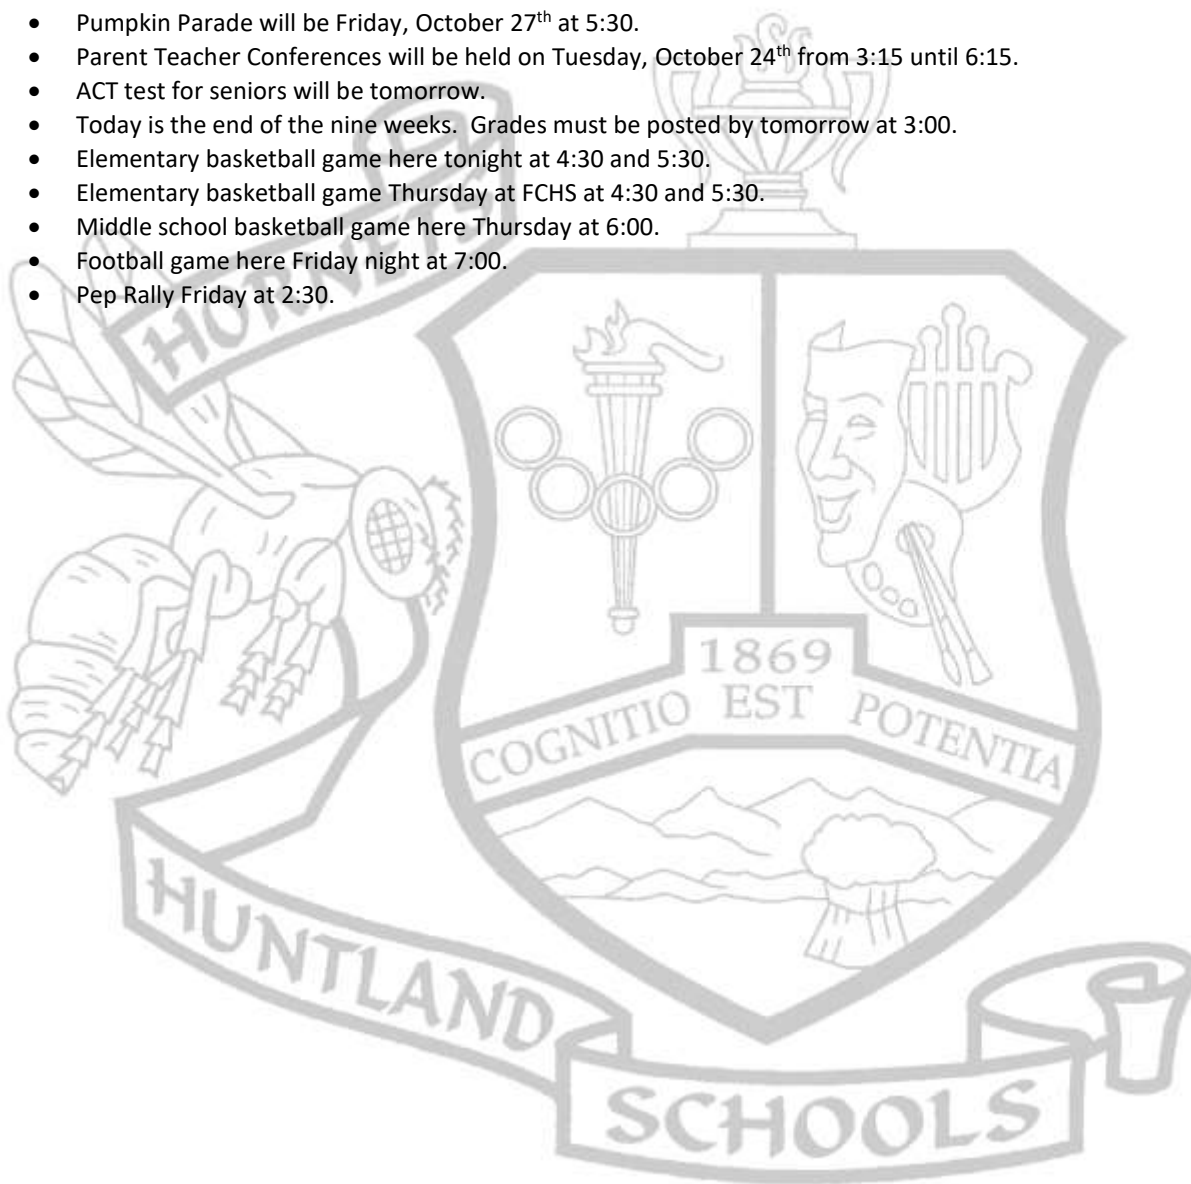 • Pumpkin Parade will be Friday, October 27th at 5:30.
• Parent Teacher Conferences will be held on Tuesday, October 24th from 3:15 until 6:15.
• ACT test for seniors will be tomorrow.
• Today is the end of the nine weeks.  Grades must be posted by tomorrow at 3:00.
• Elementary basketball game here tonight at 4:30 and 5:30.
• Elementary basketball game Thursday at FCHS at 4:30 and 5:30.
• Middle school basketball game here Thursday at 6:00.
• Football game here Friday night at 7:00.
• Pep Rally Friday at 2:30.
HORNETS
1869
COGNITIO EST POTENTIA
HUNTLAND
SCHOOLS